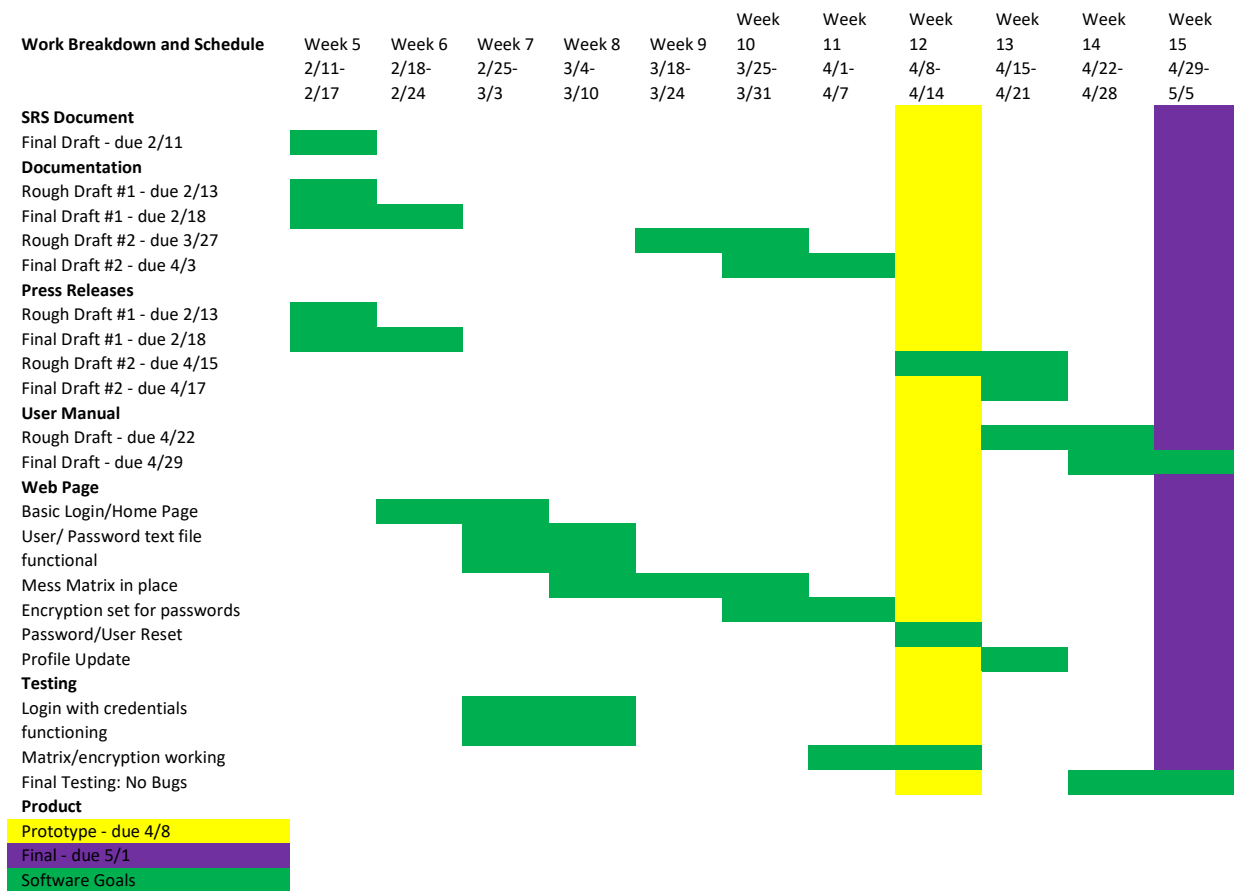 Week Week Week Week Week Week
Work Breakdown and Schedule Week 5 Week 6 Week 7 Week 8 Week 9 10 11 12 13 14 15
2/11- 2/18- 2/25- 3/4- 3/18- 3/25- 4/1- 4/8- 4/15- 4/22- 4/29-
2/17 2/24 3/3 3/10 3/24 3/31 4/7 4/14 4/21 4/28 5/5
SRS Document
Final Draft - due 2/11
Documentation
Rough Draft #1 - due 2/13
Final Draft #1 - due 2/18
Rough Draft #2 - due 3/27
Final Draft #2 - due 4/3
Press Releases
Rough Draft #1 - due 2/13
Final Draft #1 - due 2/18
Rough Draft #2 - due 4/15
Final Draft #2 - due 4/17
User Manual
Rough Draft - due 4/22
Final Draft - due 4/29
Web Page
Basic Login/Home Page
User/ Password text file
functional
Mess Matrix in place
Encryption set for passwords
Password/User Reset
Profile Update
Testing
Login with credentials
functioning
Matrix/encryption working
Final Testing: No Bugs
Product
Prototype - due 4/8
Final - due 5/1
Software Goals